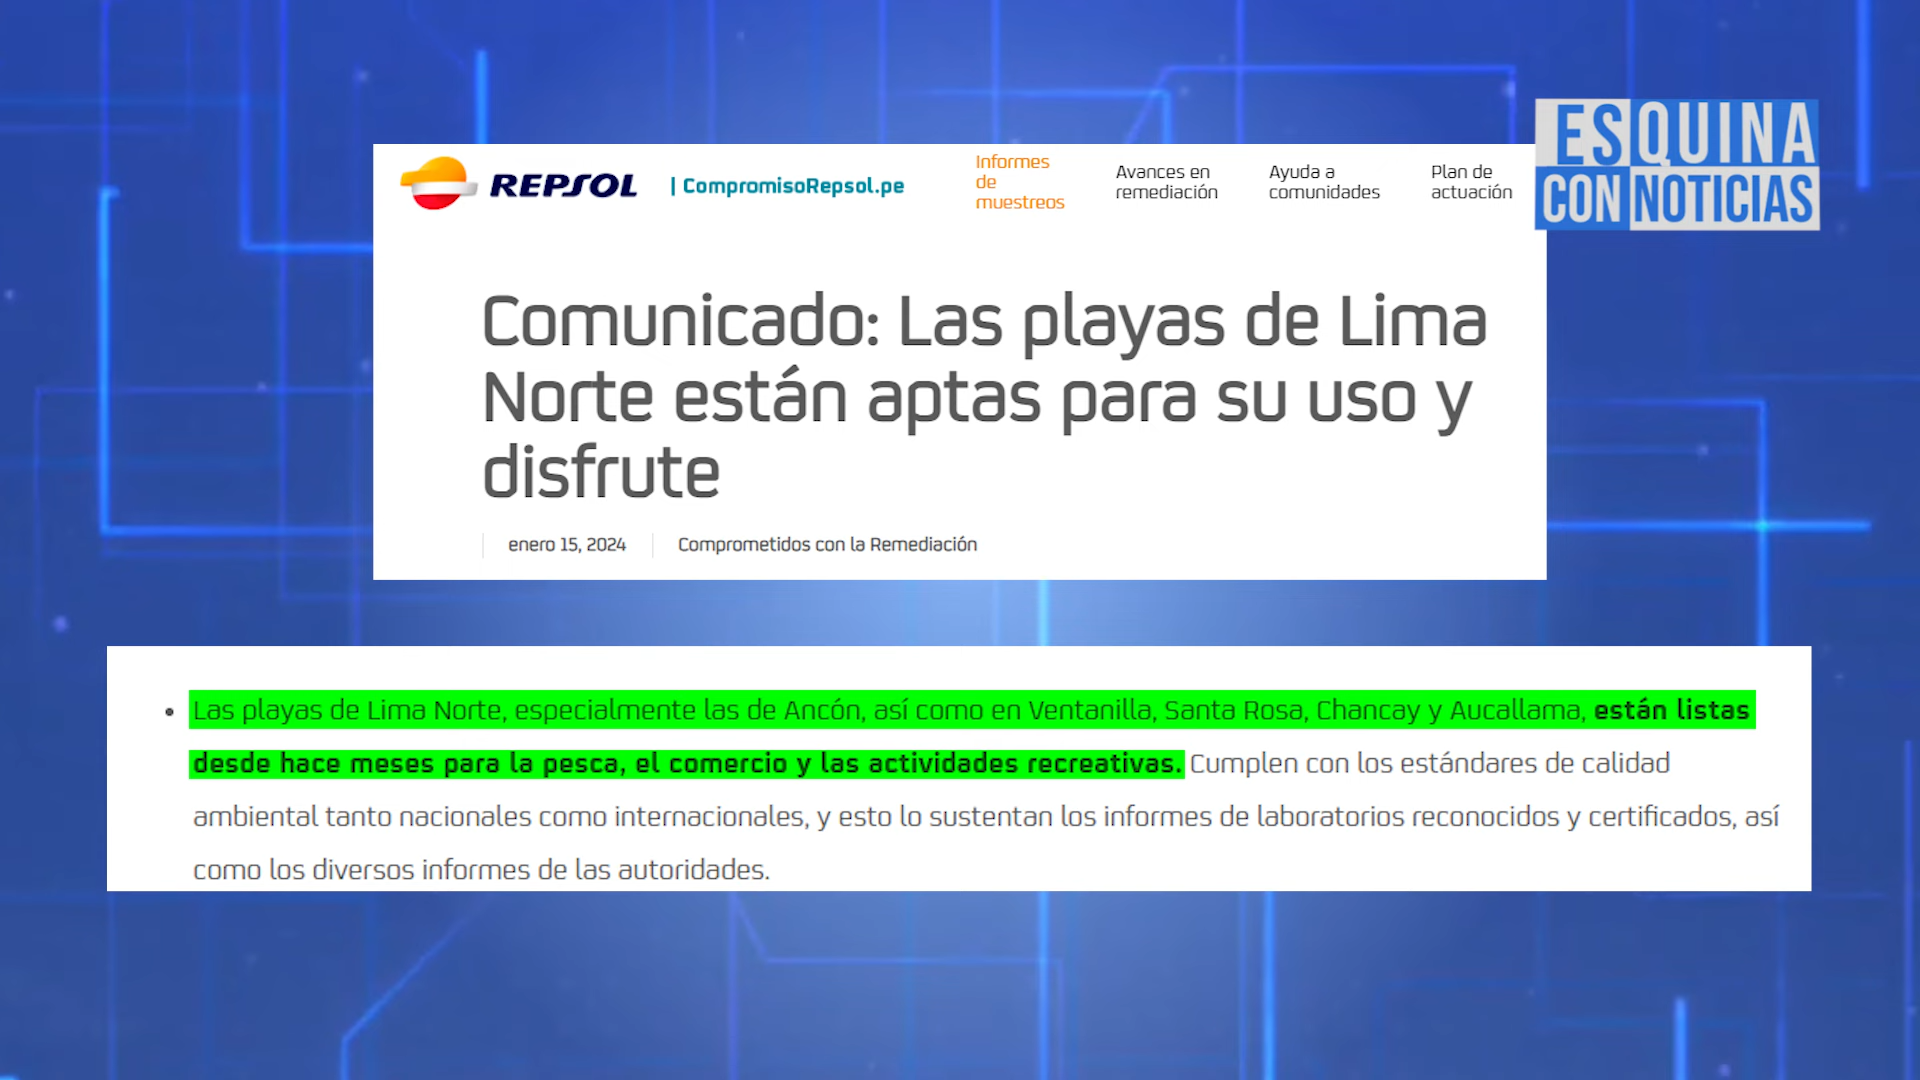 REPSOL | CompromisoRepsol.pe
Informes
de
muestreos
Avances en
remediación
Ayuda a
comunidades
Plan de
actuación
ESQUINA
CON NOTICIAS
Comunicado: Las playas de Lima
Norte están aptas para su uso y
disfrute
enero 15, 2024
Comprometidos con la Remediación
• Las playas de Lima Norte, especialmente las de Ancón, así como en Ventanilla, Santa Rosa, Chancay y Aucallama, están listas
desde hace meses para la pesca, el comercio y las actividades recreativas. Cumplen con los estándares de calidad
ambiental tanto nacionales como internacionales, y esto lo sustentan los informes de laboratorios reconocidos y certificados, así
como los diversos informes de las autoridades.